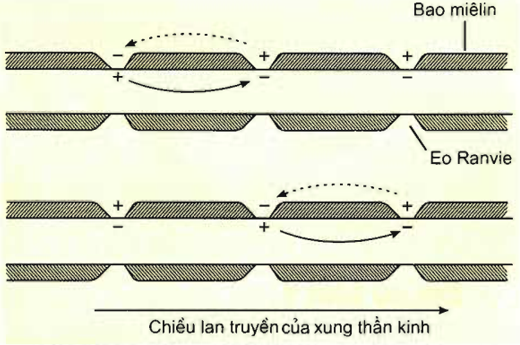 Bao miêlin
− + +
+ − −
Eo Ranvie
+ − +
− + −
Chiều lan truyền của xung thần kinh